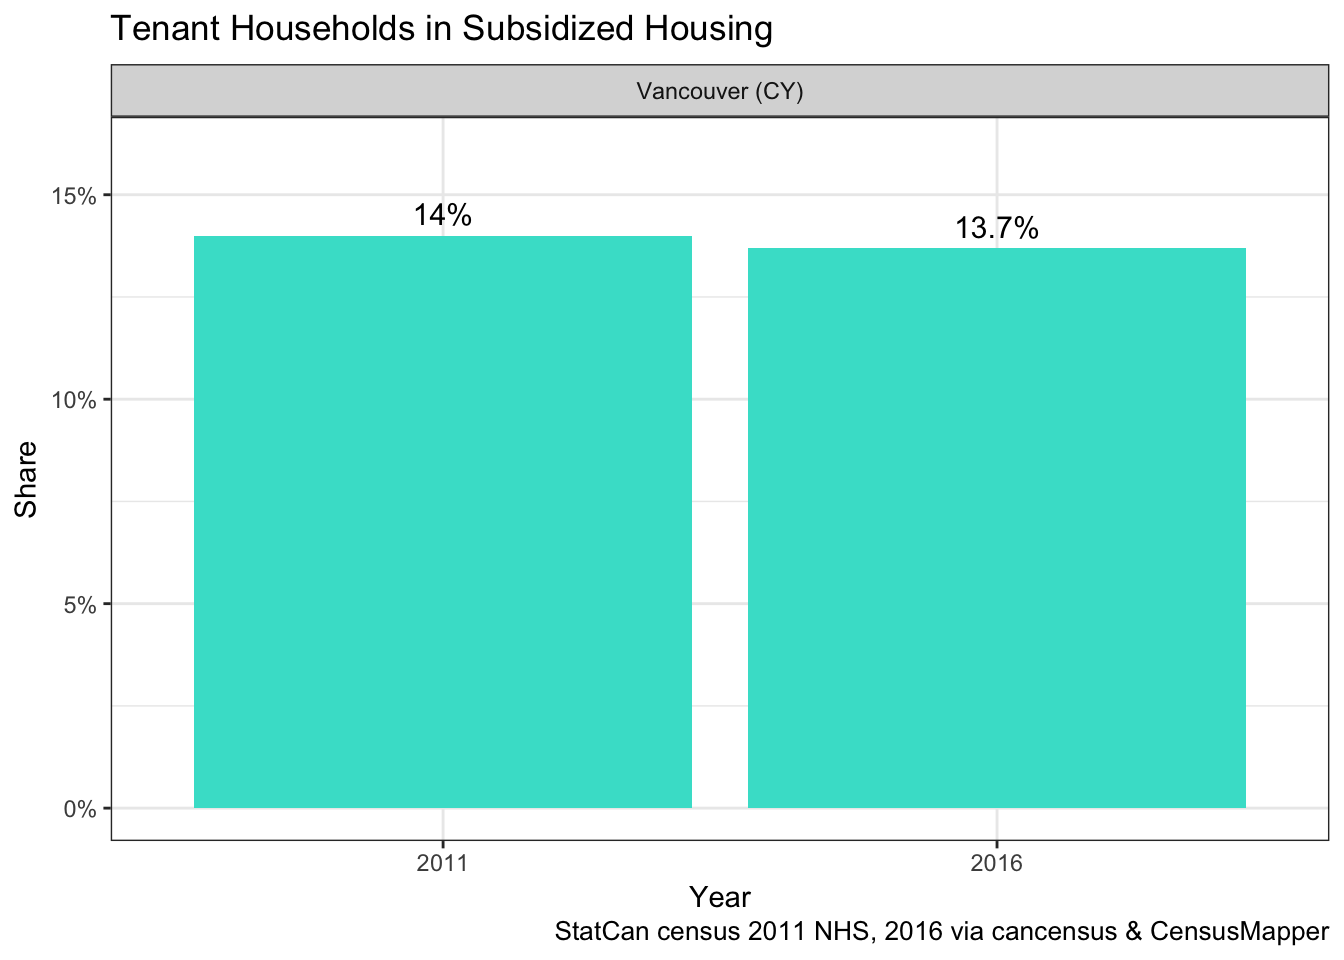 Tenant Households in Subsidized Housing
Vancouver (CY)
15%
14%
13.7%
10%
Share
5%
0%
2011
2016
Year
StatCan census 2011 NHS, 2016 via cancensus & CensusMapper